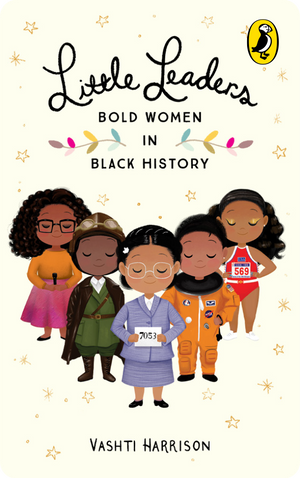 Little Leaders
BOLD WOMEN
IN
BLACK HISTORY
7053
569
VASHTI HARRISON